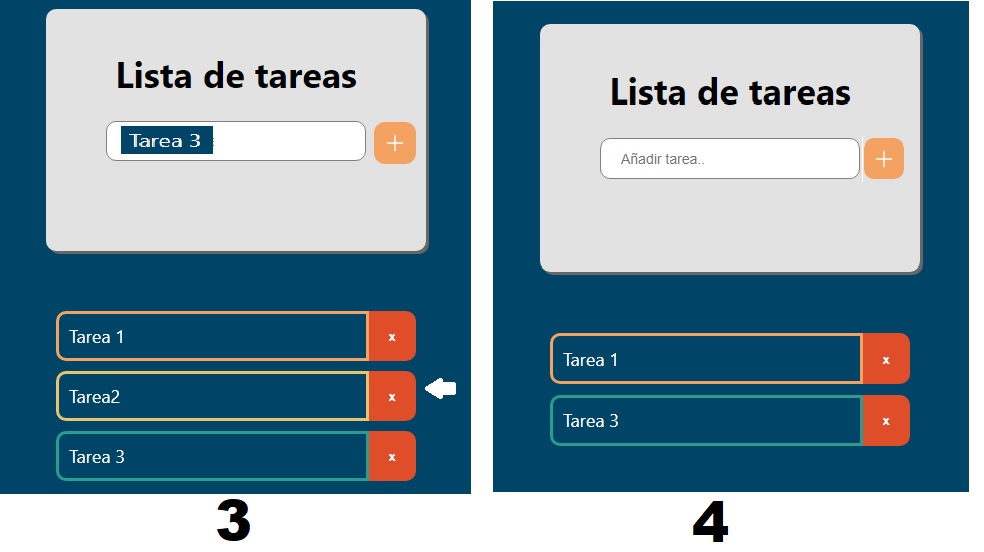 Lista de tareas
Tarea 3
+
Tarea 1
x
Tarea2
x
Tarea 3
x
3
Lista de tareas
Añadir tarea..
+
Tarea 1
x
Tarea 3
x
4